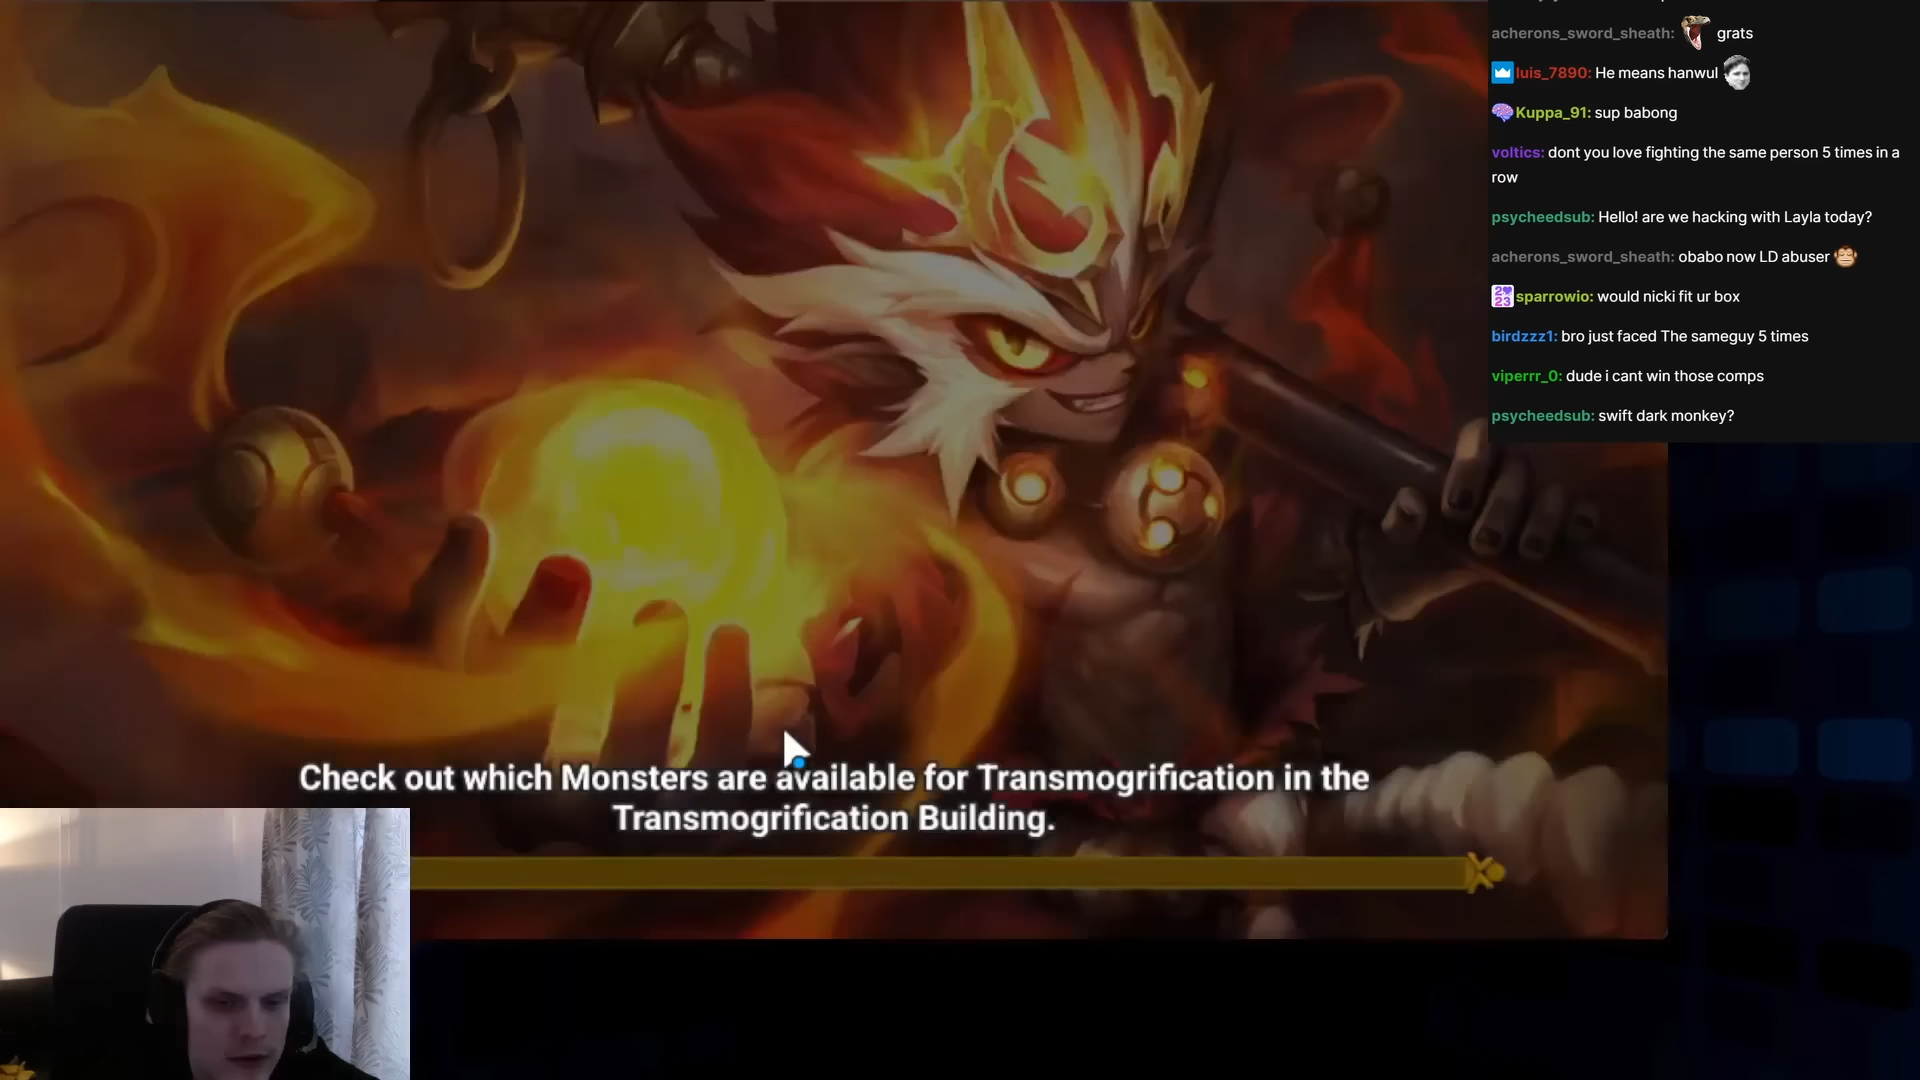 acherons_sword_sheath: grats
luis_7890: He means hanwul
Kuppa_91: sup babong
voltics: dont you love fighting the same person 5 times in a
row
psycheedsub: Hello! are we hacking with Layla today?
acherons_sword_sheath: obabo now LD abuser
2023 sparrowio: would nicki fit ur box
birdzzz1: bro just faced The sameguy 5 times
viperrr_0: dude i cant win those comps
psycheedsub: swift dark monkey?
Check out which Monsters are available for Transmogrification in the
Transmogrification Building.